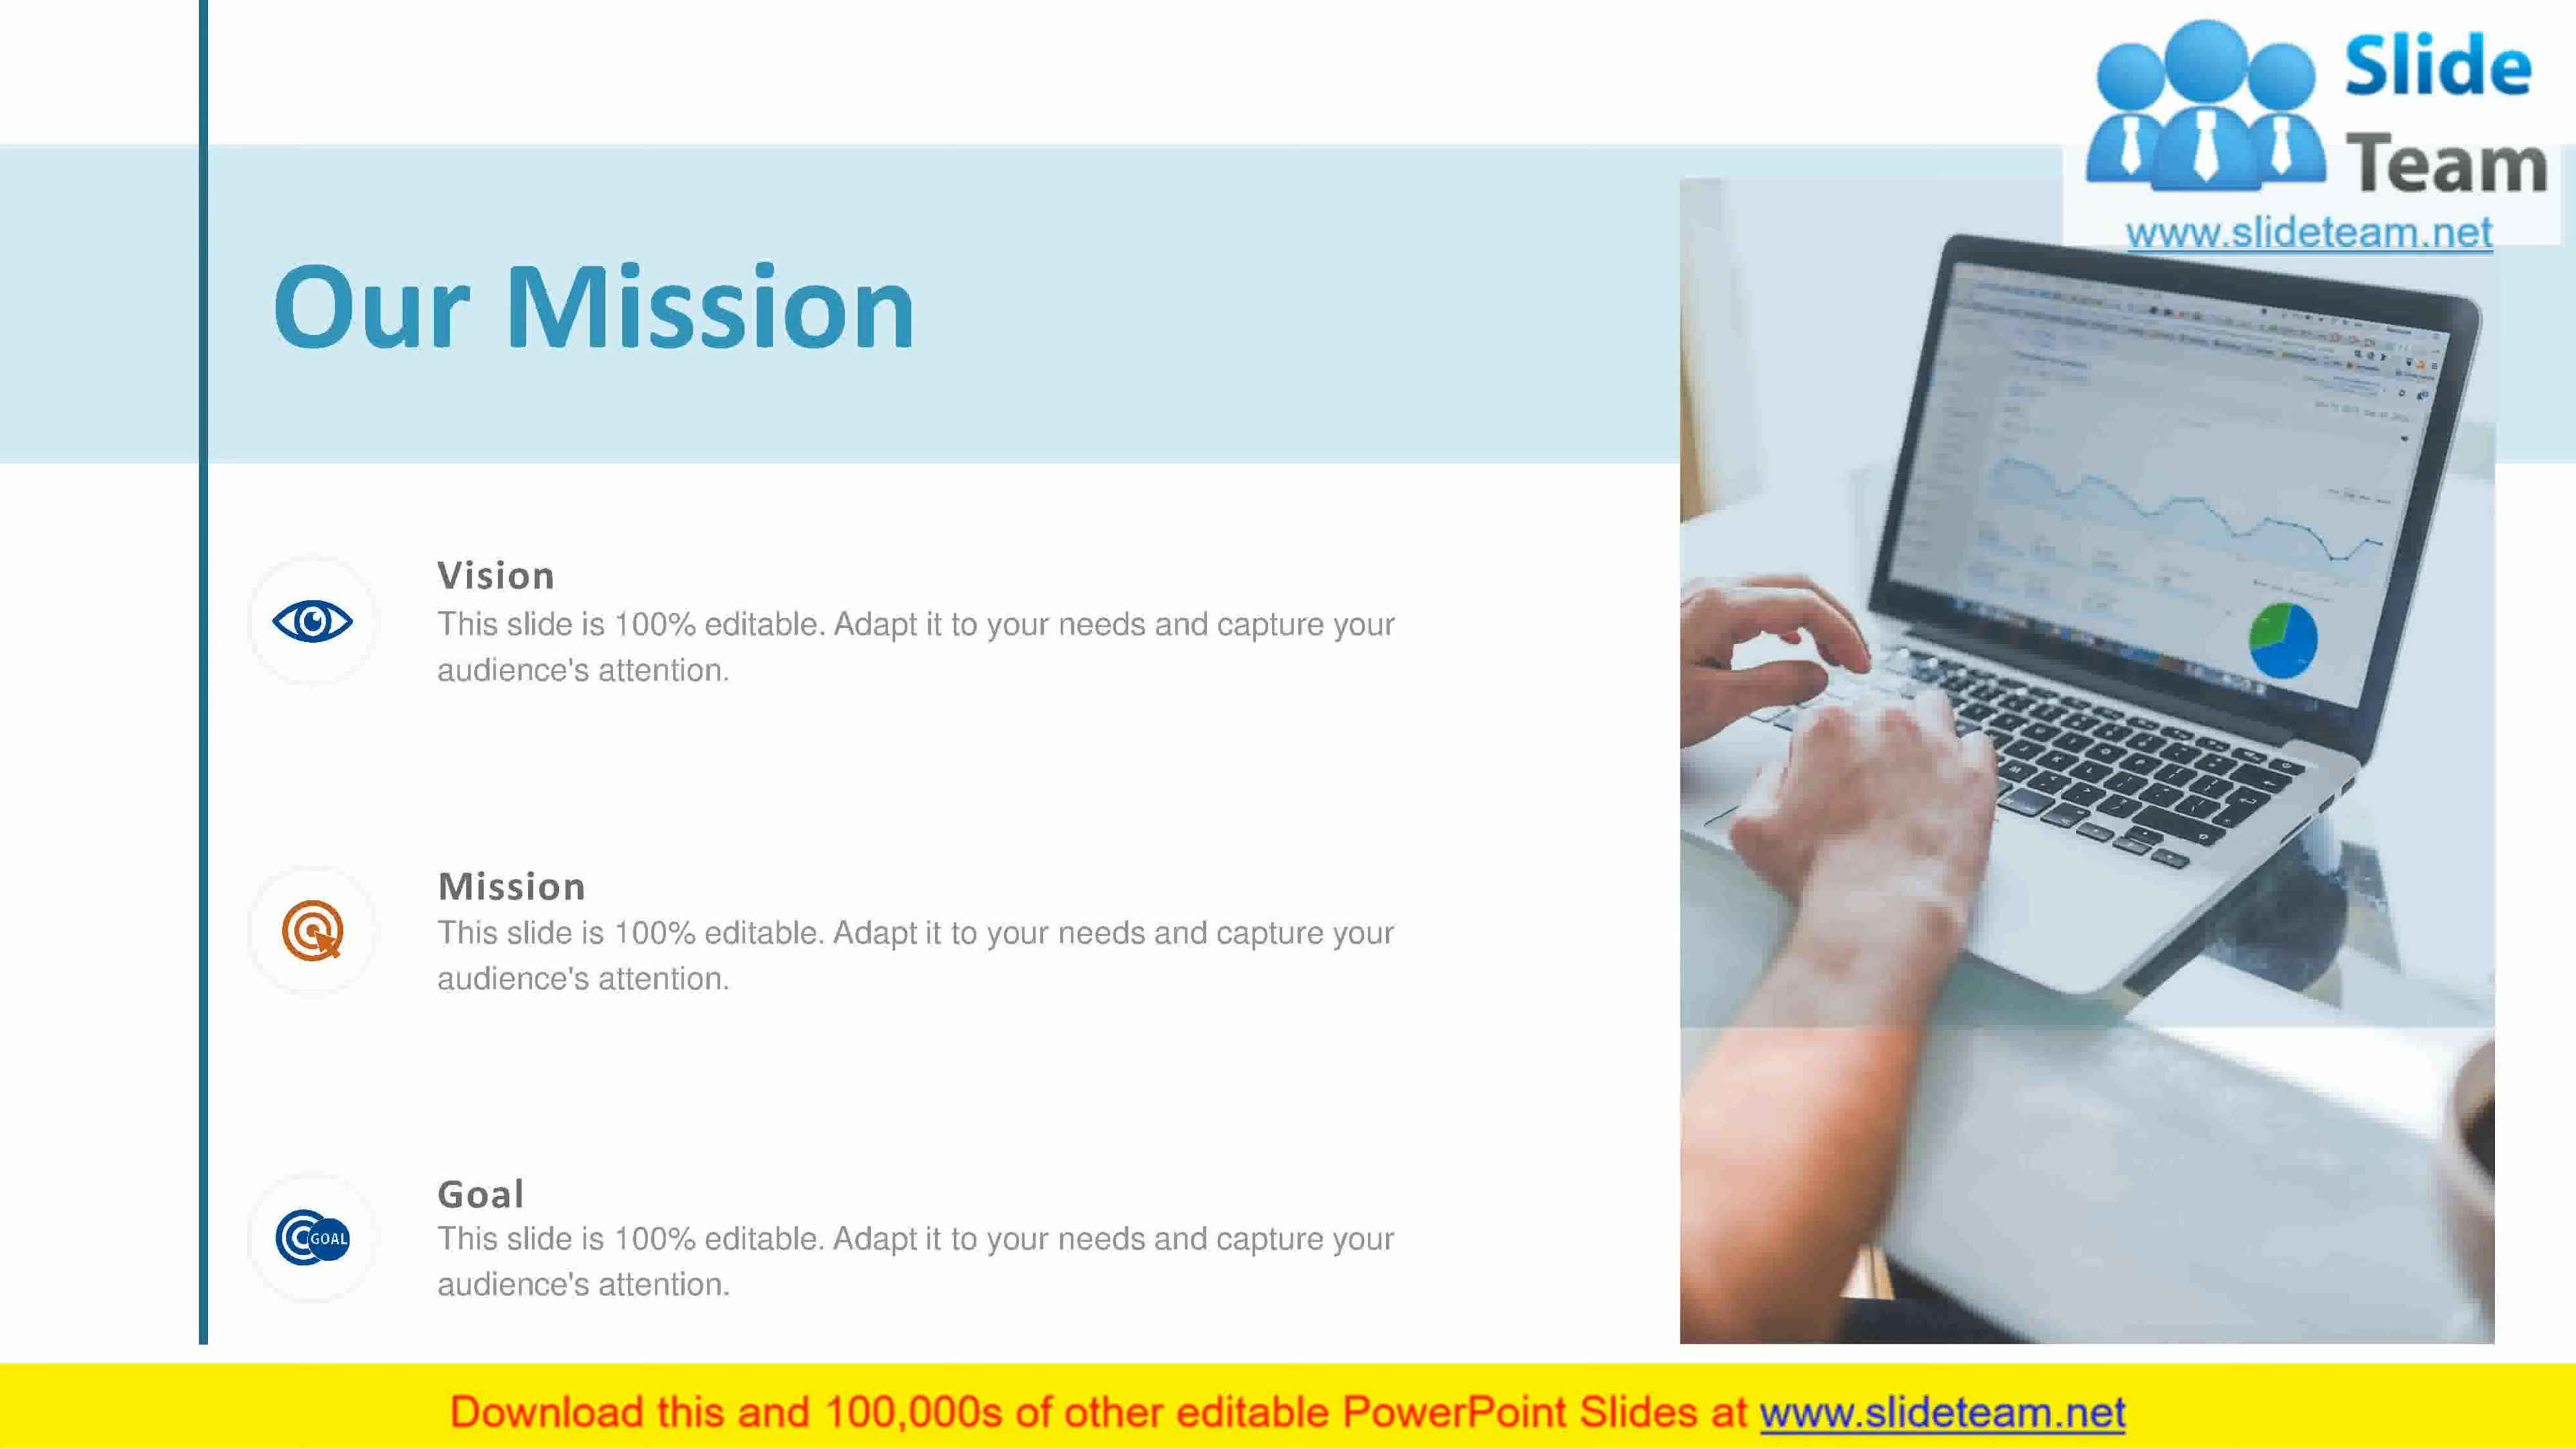 Slide
Team
www.slideteam.net
Our Mission
Vision
This slide is 100% editable. Adapt it to your needs and capture your
audience's attention.
Mission
This slide is 100% editable. Adapt it to your needs and capture your
audience's attention.
GOAL
Goal
This slide is 100% editable. Adapt it to your needs and capture your
audience's attention.
Download this and 100,000s of other editable PowerPoint Slides at www.slideteam.net